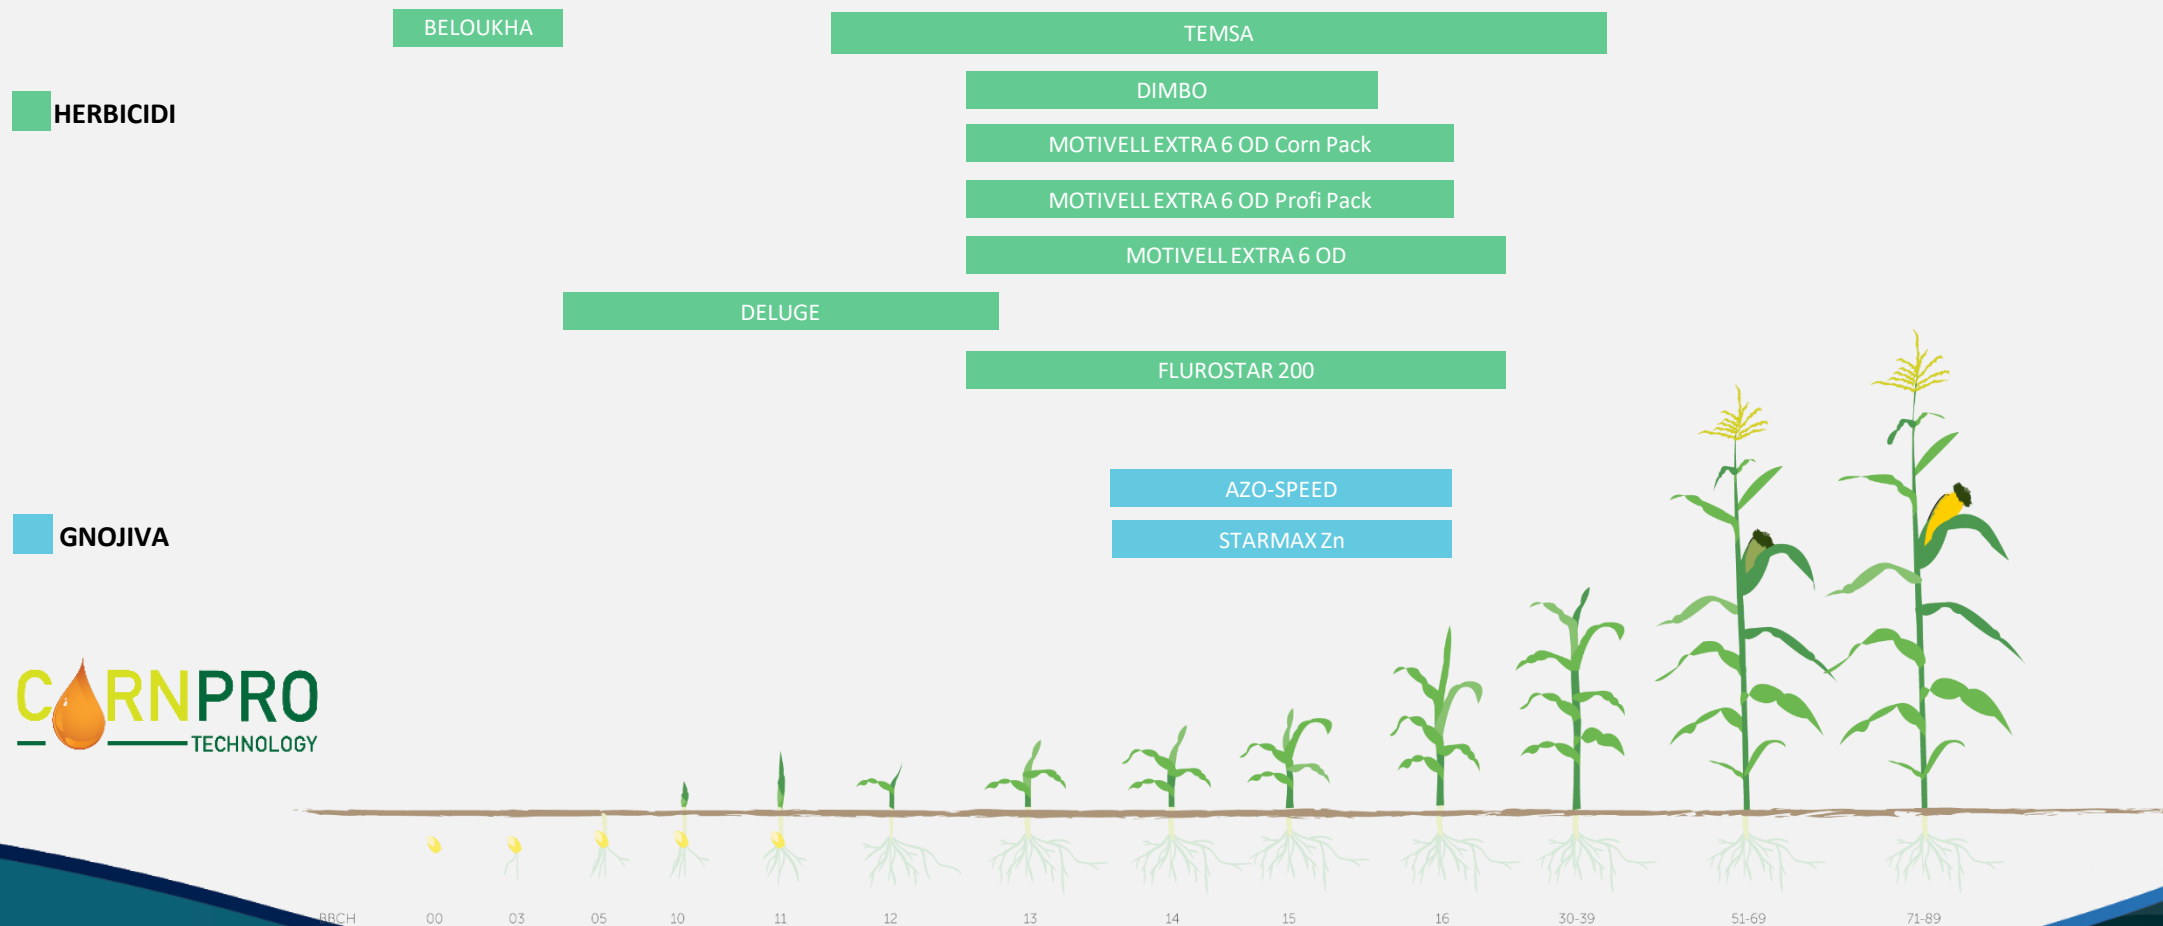 BELOUKHA
TEMSA
DIMBO
HERBICIDI
MOTIVELL EXTRA 6 OD Corn Pack
MOTIVELL EXTRA 6 OD Profi Pack
MOTIVELL EXTRA 6 OD
DELUGE
FLUROSTAR 200
AZO-SPEED
GNOJIVA
STARMAX Zn
CORNPRO
TECHNOLOGY
BBCH 00 03 05 10 11 12 13 14 15 16 30-39 51-69 71-89